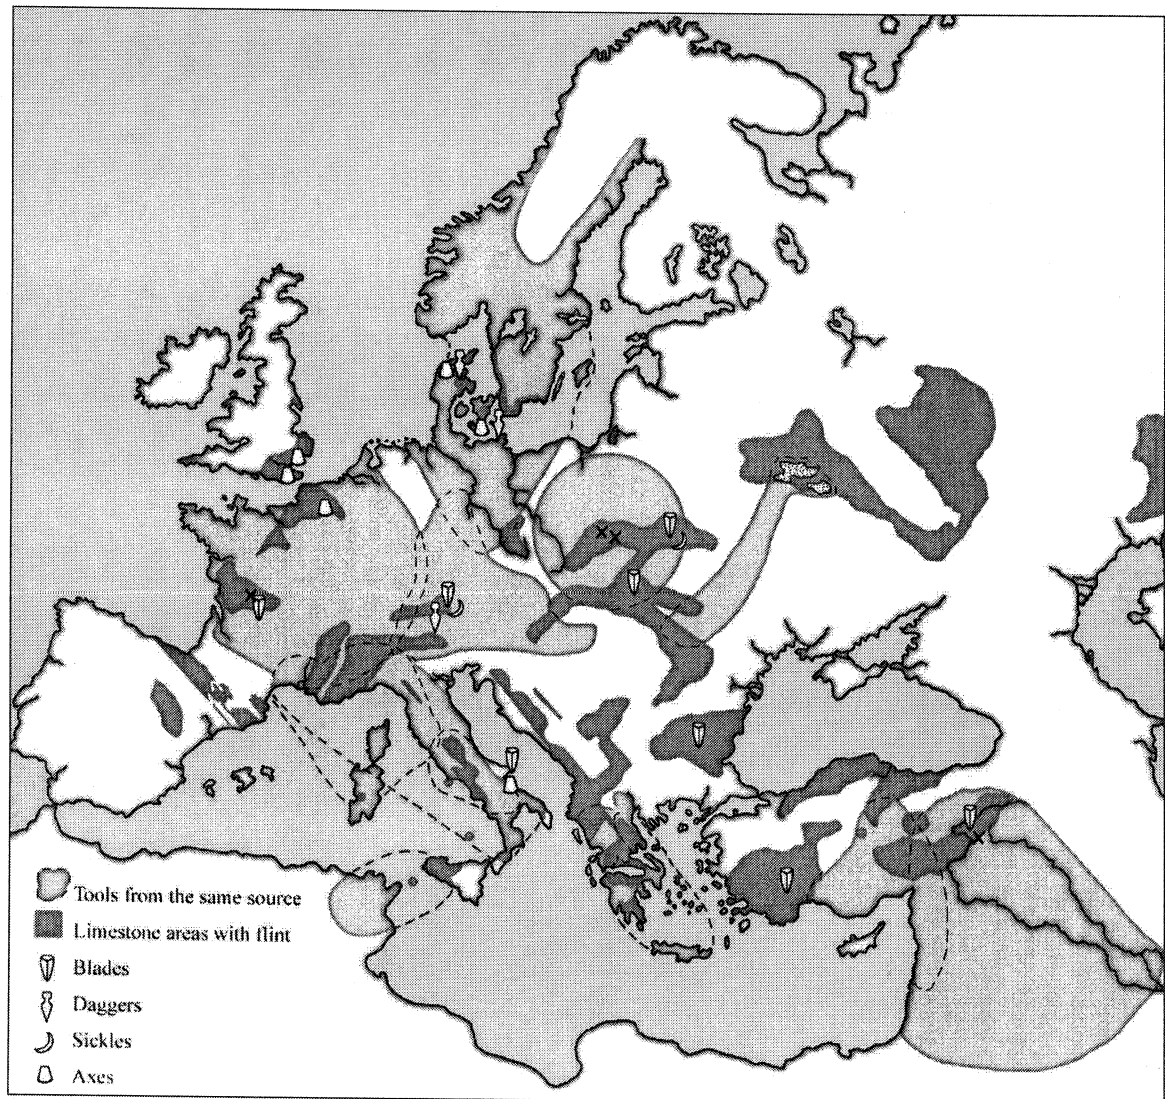 Tools from the same source
Limestone areas with flint
Blades
Daggers
Sickles
Axes